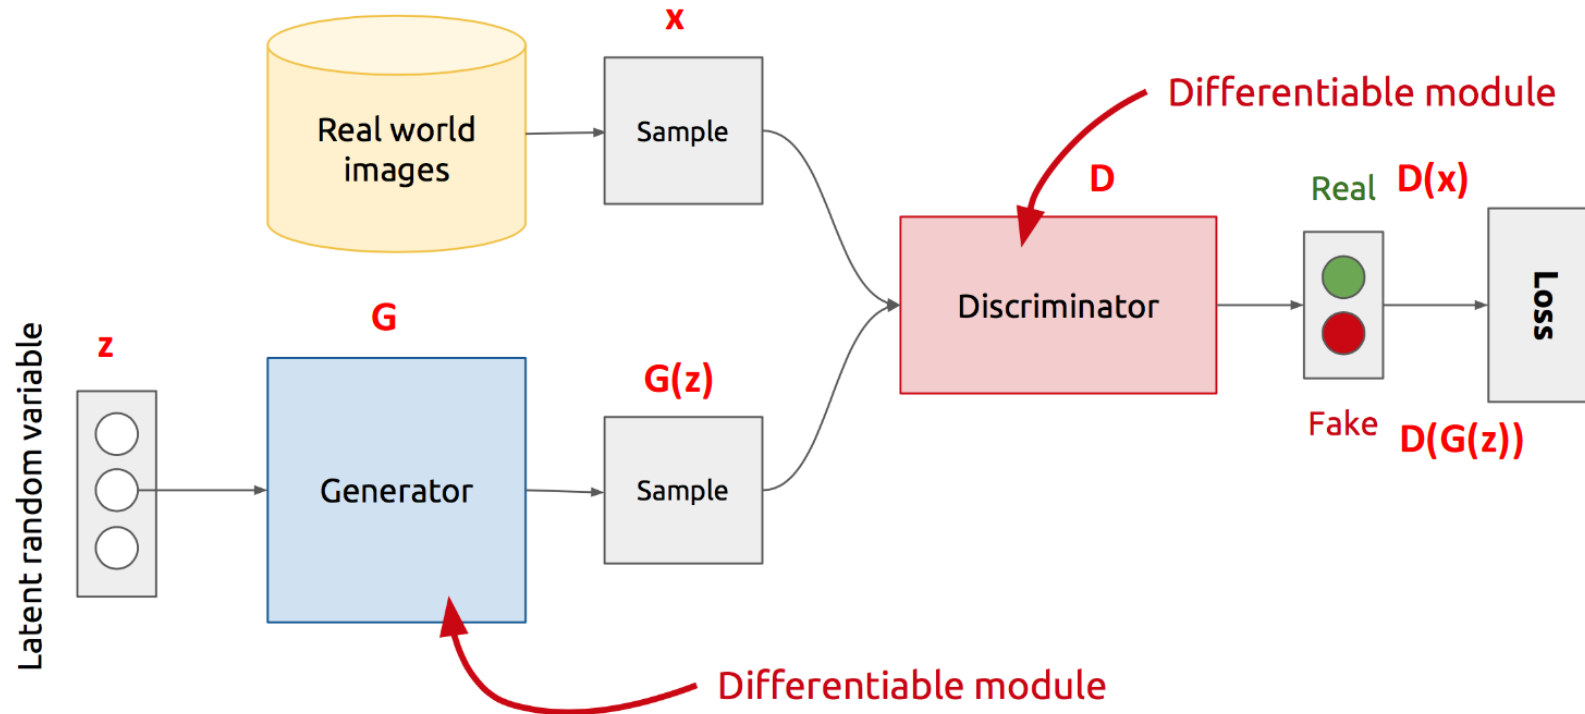 x
Real world
images
Sample
Differentiable module
D
Real
D(x)
Discriminator
Loss
Latent random variable
z
G
Generator
G(z)
Sample
Fake
D(G(z))
Differentiable module